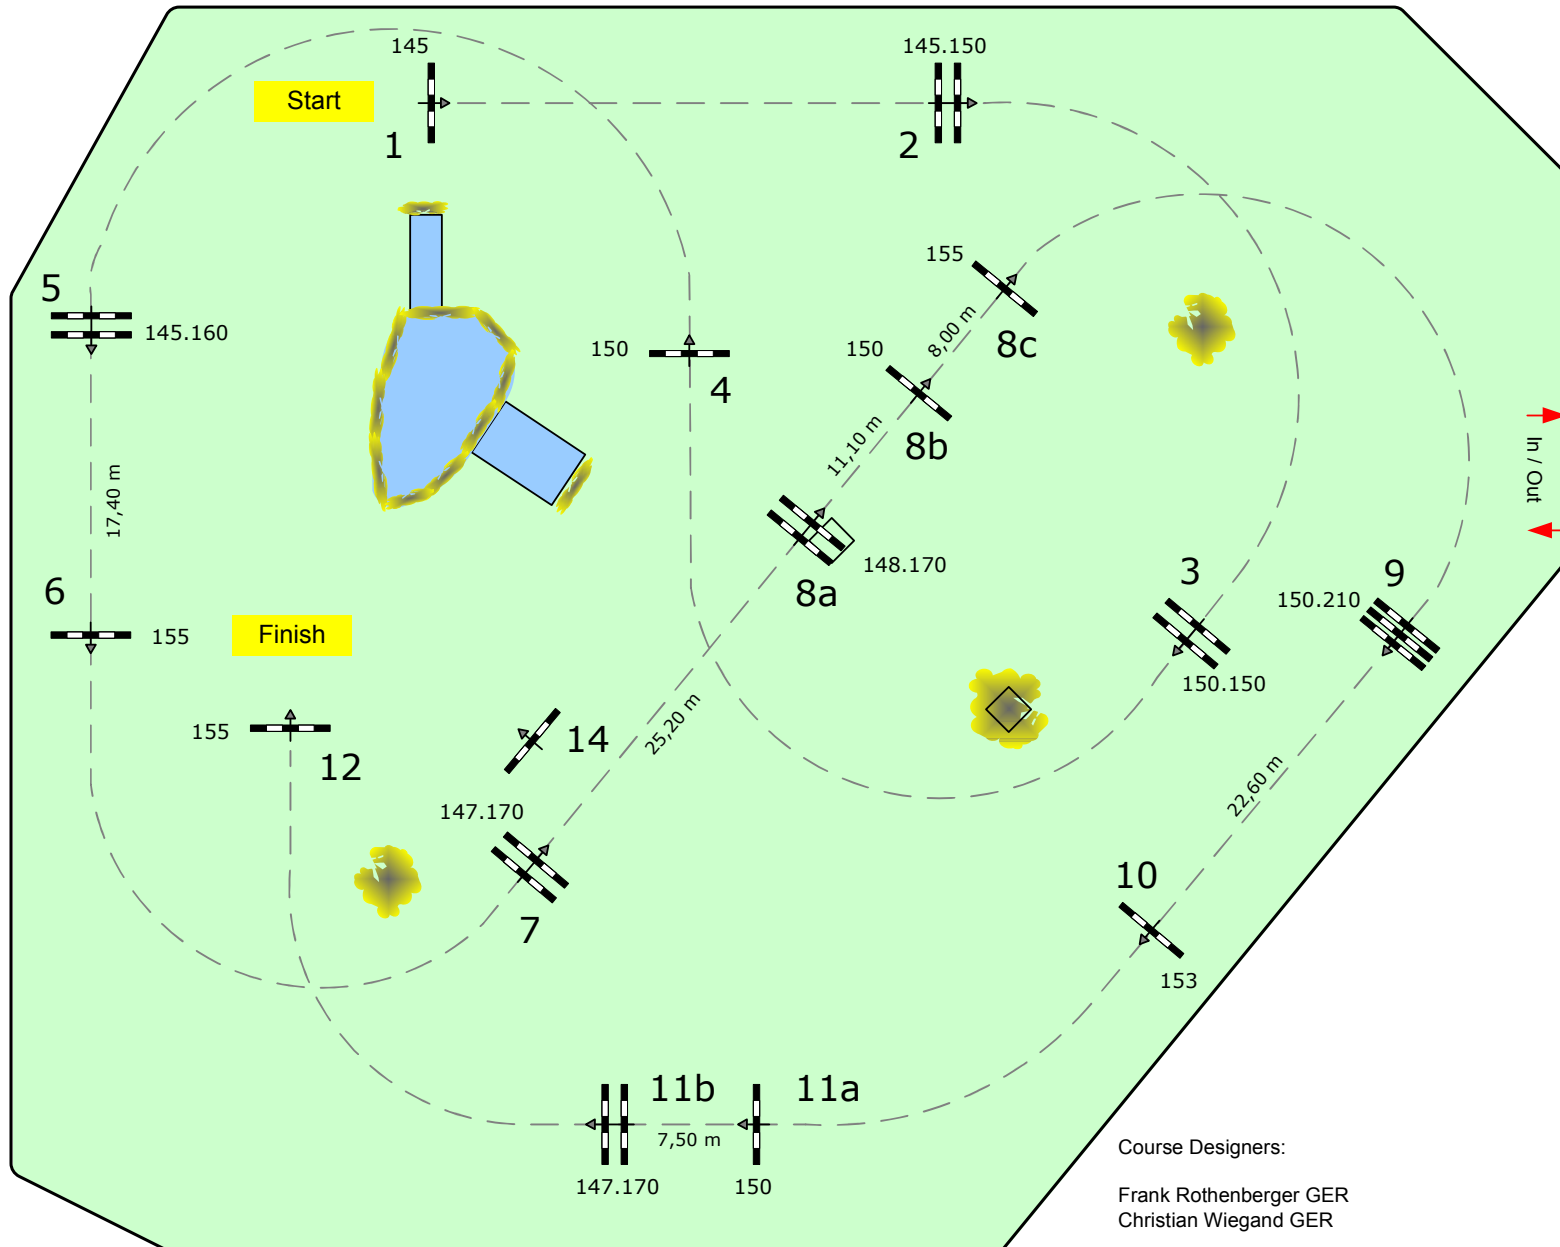 145
145.150
Start
1
2
155
5
145.160
150
8,00 m
8c
150
4
150
8b
11,10 m
In / Out
17,40 m
148.170
8a
3
9
150.210
6
155
Finish
150.150
155
12
14
25,20 m
147.170
22,60 m
7
10
153
11b
11a
7,50 m
147.170
150
Course Designers:
Frank Rothenberger GER
Christian Wiegand GER